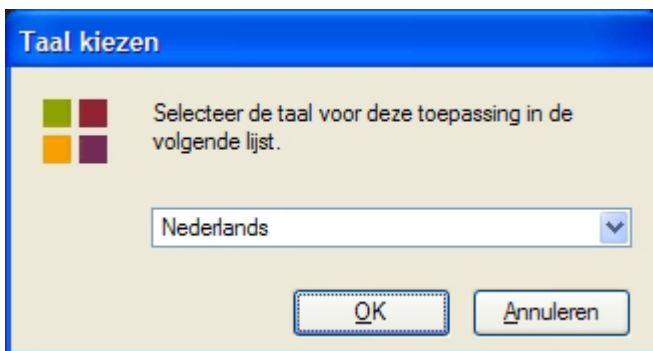 Taal kiezen
Selecteer de taal voor deze toepassing in de
volgende lijst.
Nederlands
OK
Annuleren